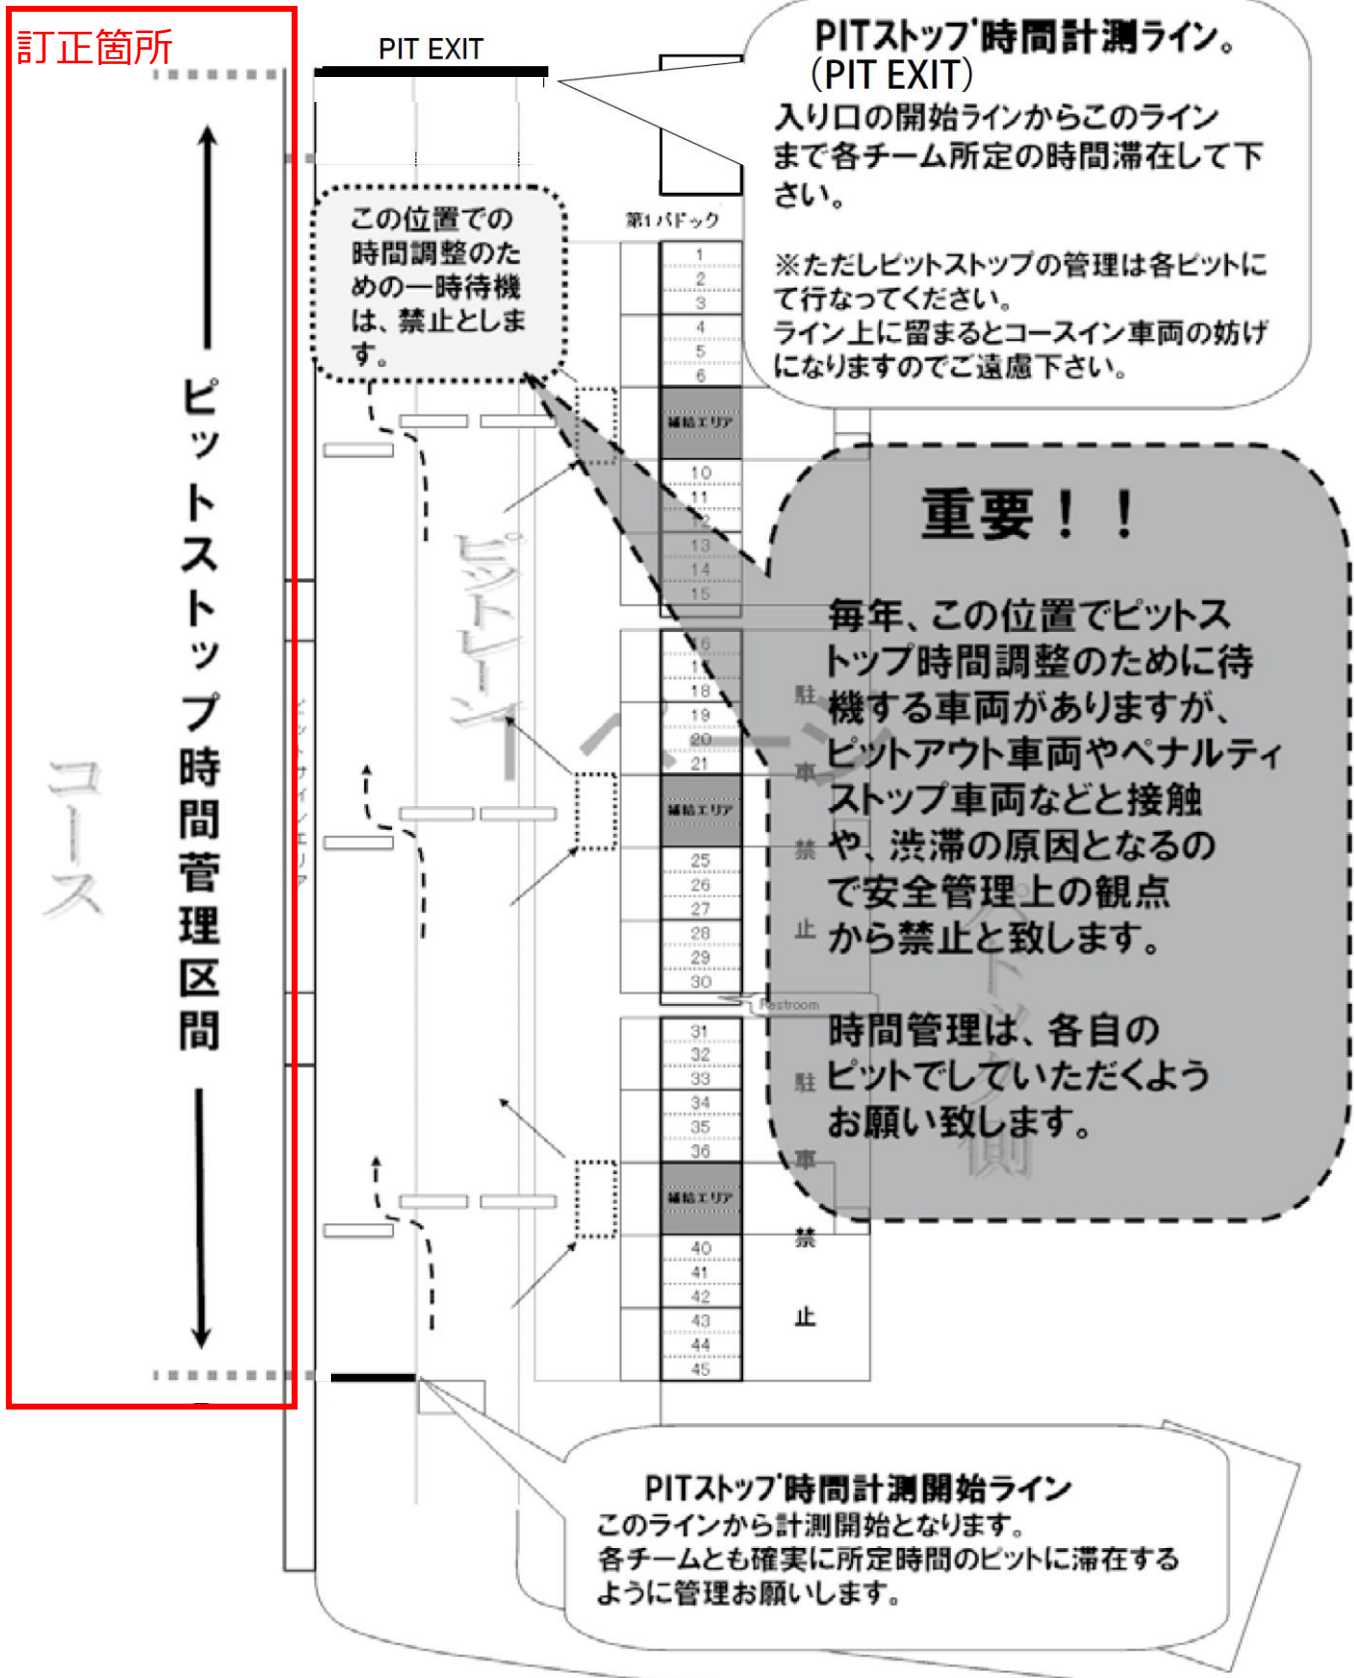 訂正箇所
PIT EXIT
PITストップ時間計測ライン。
(PIT EXIT)
入り口の開始ラインからこのライン
まで各チーム所定の時間滞在して下
さい。
※ただしピットストップの管理は各ピットに
て行なってください。
ライン上に留まるとコースイン車両の妨げ
になりますのでご遠慮下さい。
この位置での
時間調整のた
めの一時待機
は、禁止としま
す。
第1パドック
1
2
3
4
5
6
補給エリア
10
11
12
13
14
15
16
17
18
19
20
21
補給エリア
25
26
27
28
29
30
Restroom
31
32
33
34
35
36
補給エリア
40
41
42
43
44
45
重要！！
毎年、この位置でピットス
トップ時間調整のために待
機する車両がありますが、
ピットアウト車両やペナルティ
ストップ車両などと接触
や、渋滞の原因となるの
で安全管理上の観点
から禁止と致します。
時間管理は、各自の
ピットでしていただくよう
お願い致します。
ピットストップ時間菅理区間
コース
ピットサインエリア
ピットレーン
駐車禁止
駐車禁止
パドック側
PITストップ時間計測開始ライン
このラインから計測開始となります。
各チームとも確実に所定時間のピットに滞在する
ように管理お願いします。